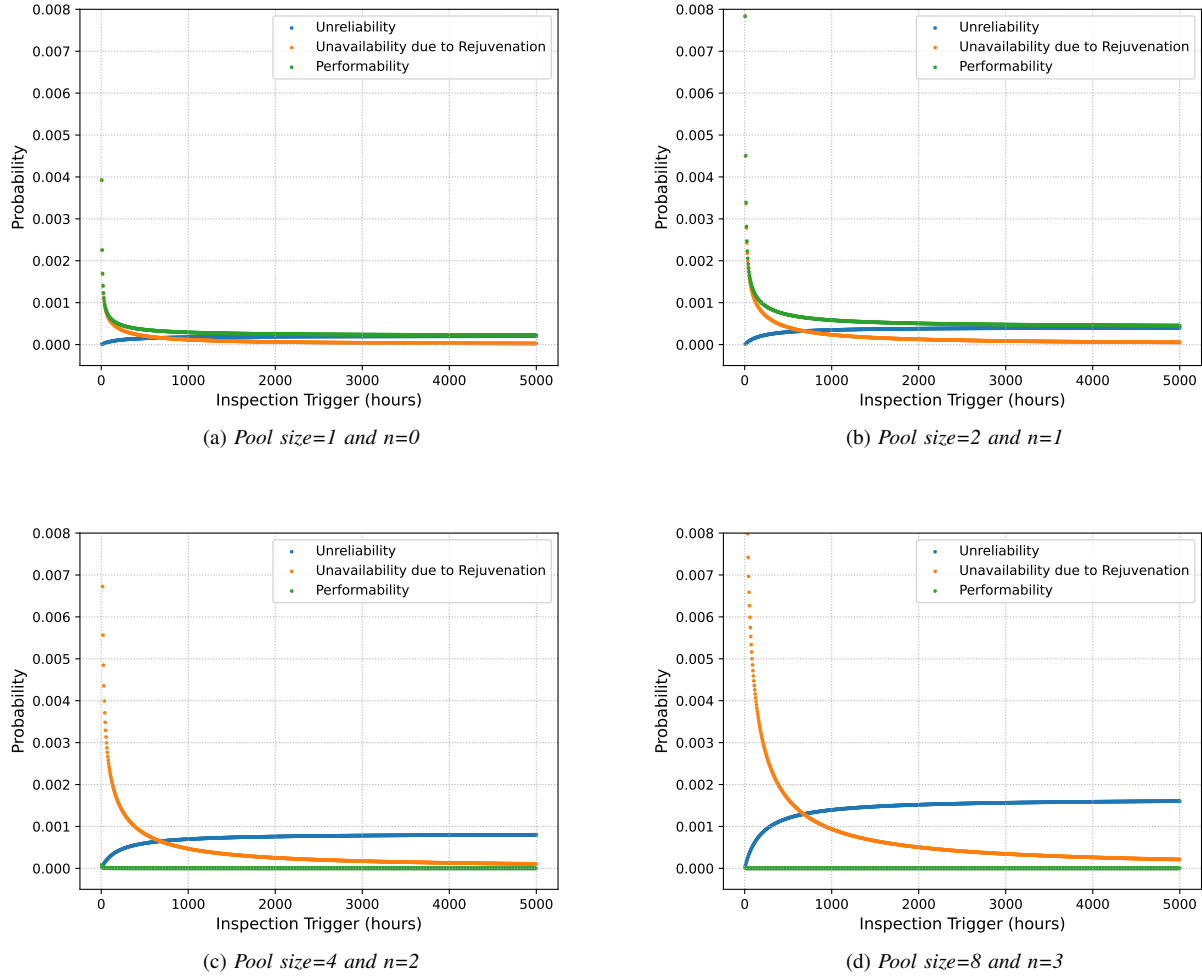 0.008
0.007
0.006
0.005
0.004
0.003
0.002
0.001
0.000
Probability
Unreliability
Unavailability due to Rejuvenation
Performability
0 1000 2000 3000 4000 5000
Inspection Trigger (hours)
(a) Pool size=1 and n=0
0.008
0.007
0.006
0.005
0.004
0.003
0.002
0.001
0.000
Probability
Unreliability
Unavailability due to Rejuvenation
Performability
0 1000 2000 3000 4000 5000
Inspection Trigger (hours)
(b) Pool size=2 and n=1
0.008
0.007
0.006
0.005
0.004
0.003
0.002
0.001
0.000
Probability
Unreliability
Unavailability due to Rejuvenation
Performability
0 1000 2000 3000 4000 5000
Inspection Trigger (hours)
(c) Pool size=4 and n=2
0.008
0.007
0.006
0.005
0.004
0.003
0.002
0.001
0.000
Probability
Unreliability
Unavailability due to Rejuvenation
Performability
0 1000 2000 3000 4000 5000
Inspection Trigger (hours)
(d) Pool size=8 and n=3